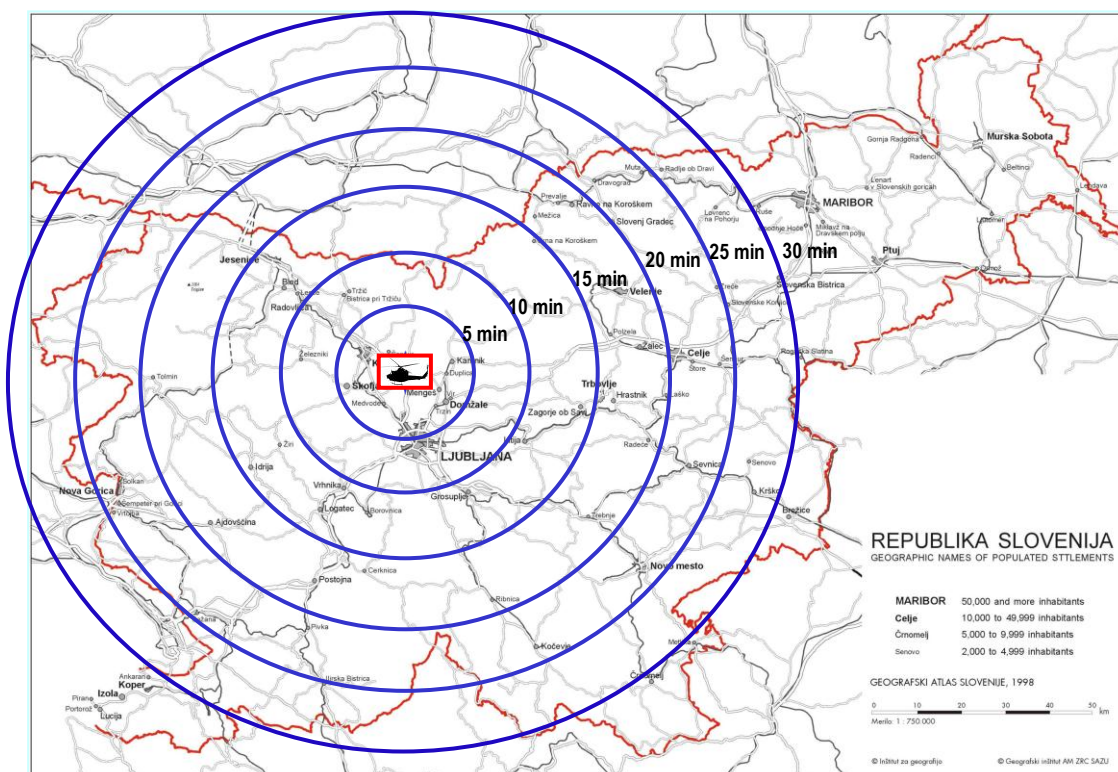 Murska Sobota
Gornja Radgona
Radenci
Beltinci
Lendava
Lenart
v Slovenskih goricah
Muta
Radlje ob Dravi
Dravograd
Prevalje
Ravne na Koroškem
Mežica
Slovenj Gradec
Lovrenc
na Pohorju
Ruše
MARIBOR
Miklavž na
Dravskem polju
Ptuj
Ormož
Jesenice
Bled
Lesce
Radovljica
Tržič
Bistrica pri Tržiču
5 min
10 min
15 min
20 min
25 min
30 min
Velenje
Slovenska Bistrica
Slovenske Konjice
Polzela
Žalec
Celje
Štore
Šentjur
Rogaška Slatina
Železniki
Kamnik
Duplica
Tolmin
Mengeš
Vir
Domžale
Trzin
Medvode
Trbovlje
Hrastnik
Laško
Zagorje ob Savi
Litija
LJUBLJANA
Radeče
Sevnica
Senovo
Krško
Brežice
Žiri
Idrija
Vrhnika
Logatec
Borovnica
Grosuplje
Trebnje
Nova Gorica
Solkan
Šempeter pri Gorici
Vrtojba
Ajdovščina
Cerknica
Postojna
Novo mesto
Ribnica
Pivka
Kočevje
Metlika
Črnomelj
Ilirska Bistrica
Ankaran
Koper
Izola
Piran
Portorož
Lucija
REPUBLIKA SLOVENIJA
GEOGRAPHIC NAMES OF POPULATED STTLEMENTS
MARIBOR 50,000 and more inhabitants
Celje 10,000 to 49,999 inhabitants
Črnomelj 5,000 to 9,999 inhabitants
Senovo 2,000 to 4,999 inhabitants
GEOGRAFSKI ATLAS SLOVENIJE, 1998
0 10 20 30 40 50 km
Merilo: 1 : 750.000
© Inštitut za geografijo © Geografski inštitut AM ZRC SAZU